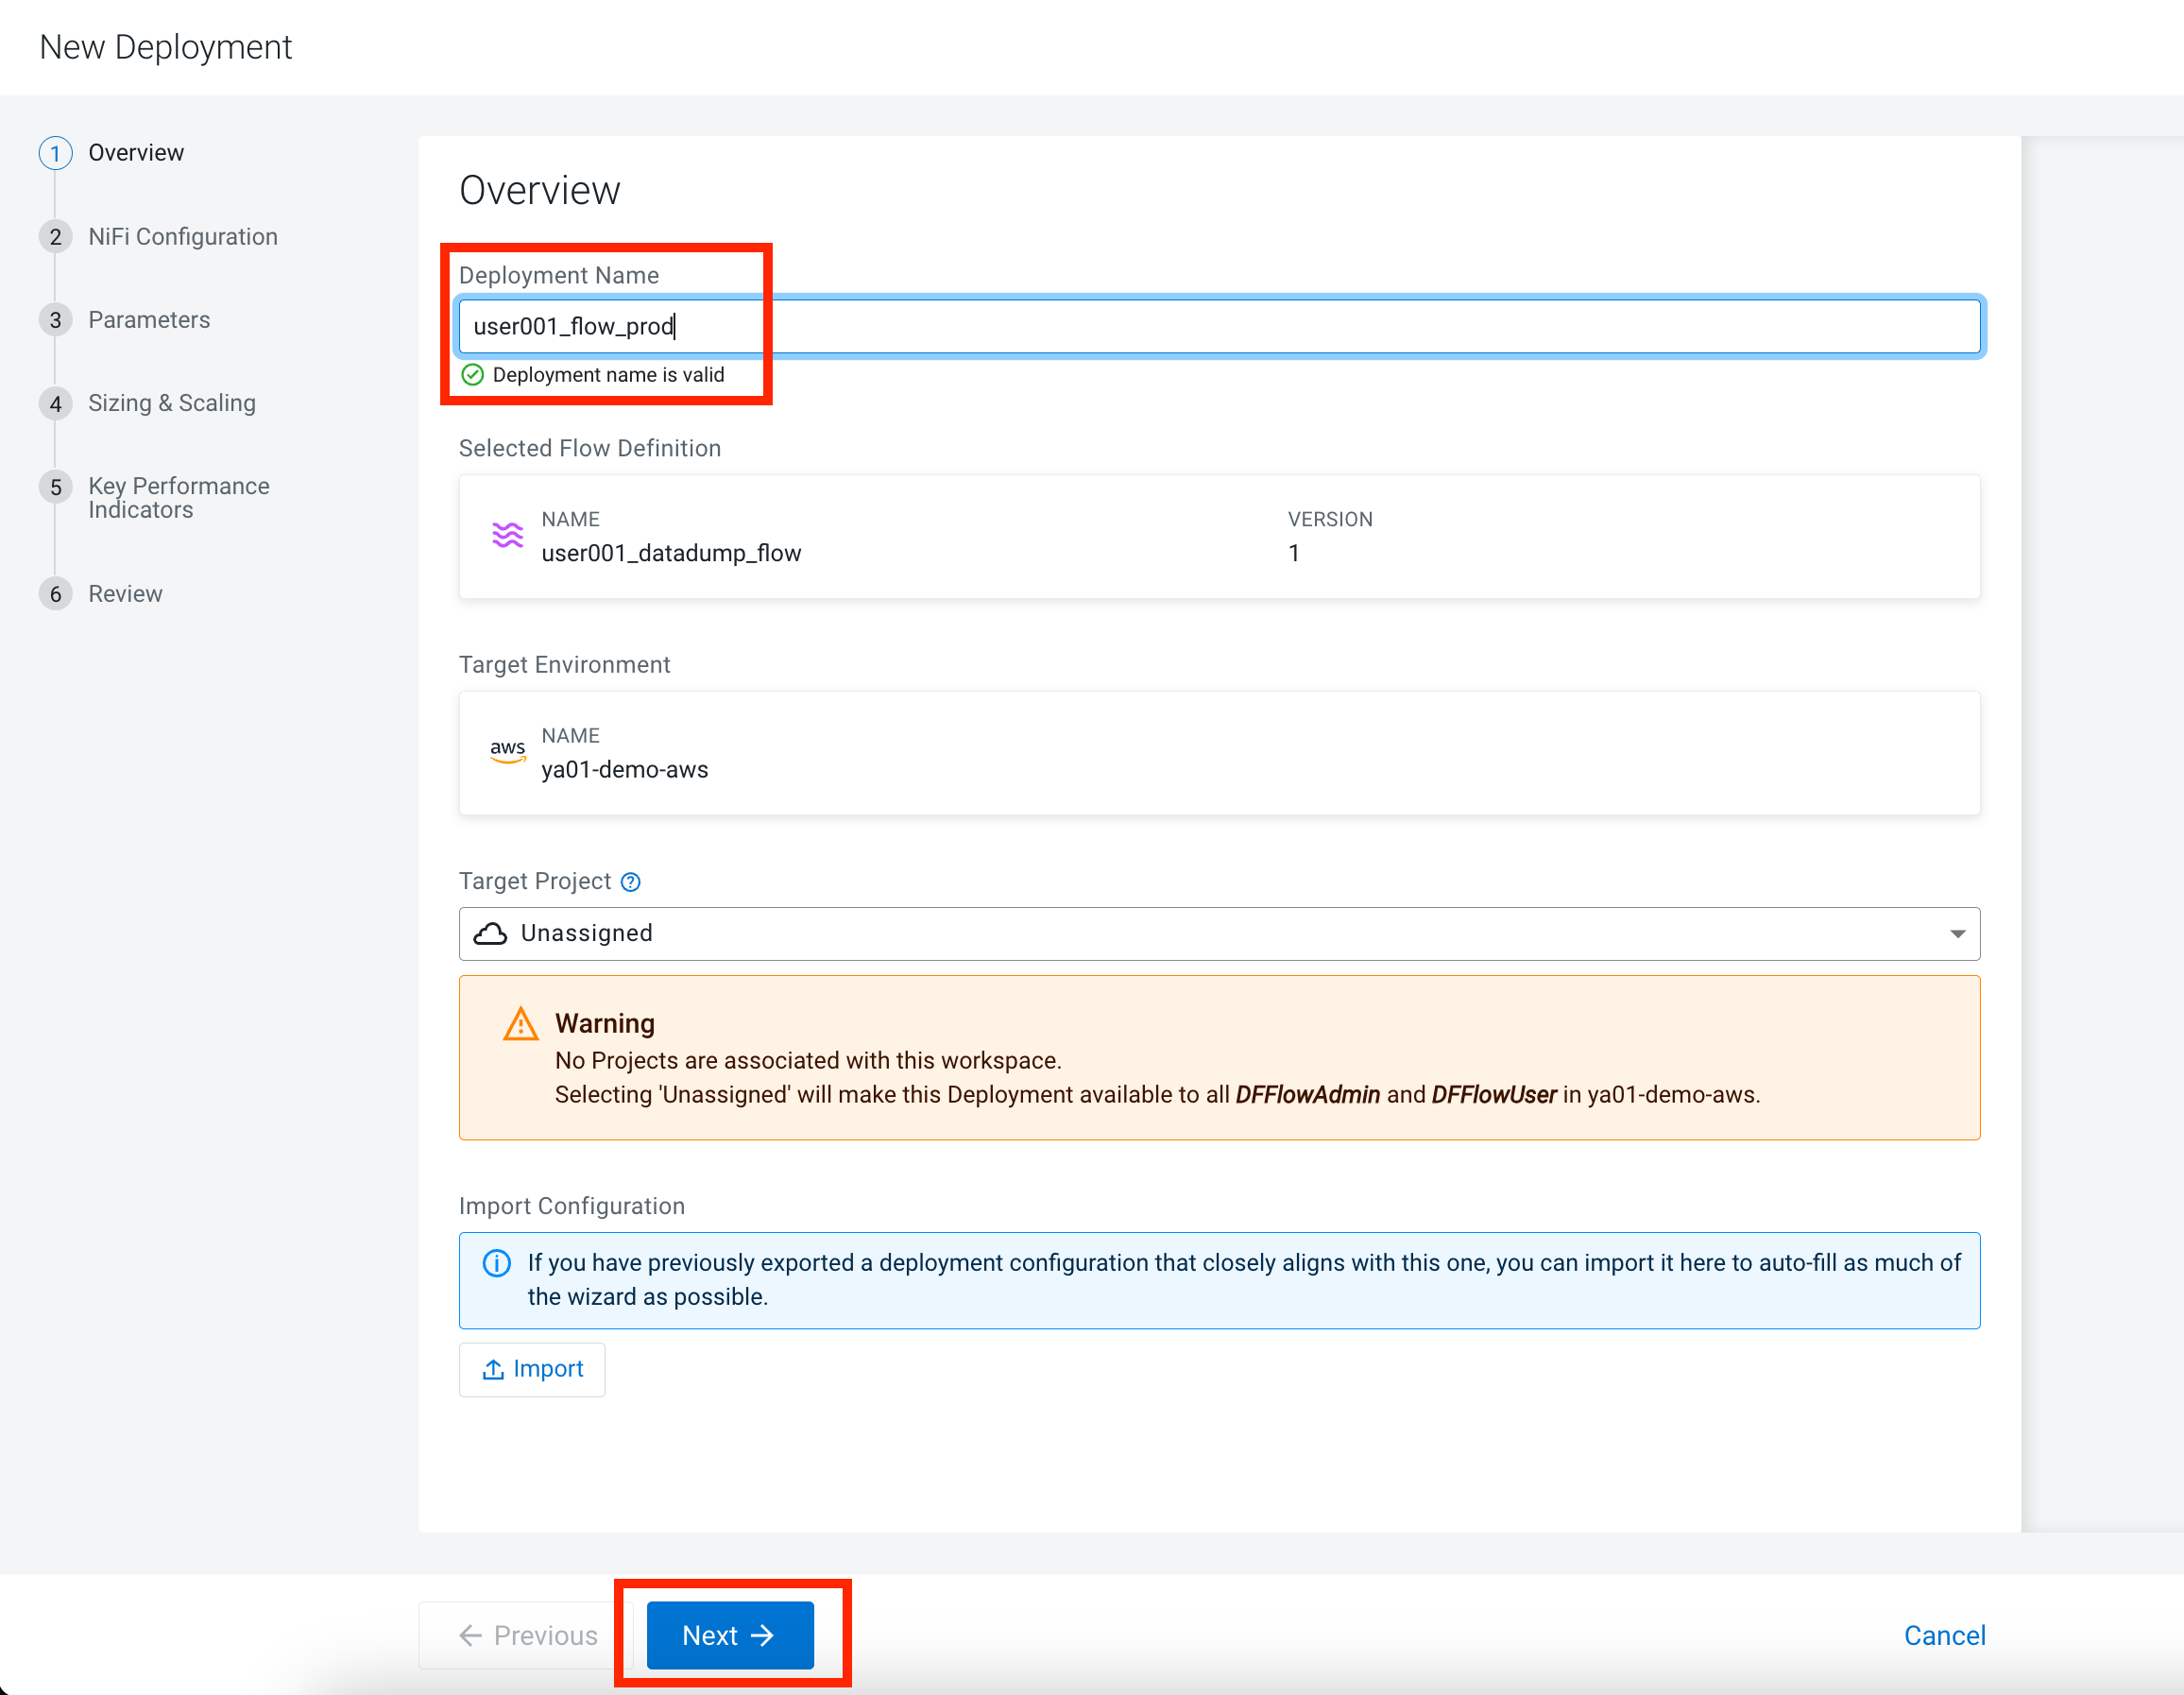 New Deployment
1 Overview
2 NiFi Configuration
3 Parameters
4 Sizing & Scaling
5 Key Performance
Indicators
6 Review
Overview
Deployment Name
user001_flow_prod
Deployment name is valid
Selected Flow Definition
NAME
user001_datadump_flow
VERSION
1
Target Environment
aws
NAME
ya01-demo-aws
Target Project
Unassigned
Warning
No Projects are associated with this workspace.
Selecting 'Unassigned' will make this Deployment available to all DFFlowAdmin and DFFlowUser in ya01-demo-aws.
Import Configuration
If you have previously exported a deployment configuration that closely aligns with this one, you can import it here to auto-fill as much of
the wizard as possible.
Import
Previous
Next
Cancel